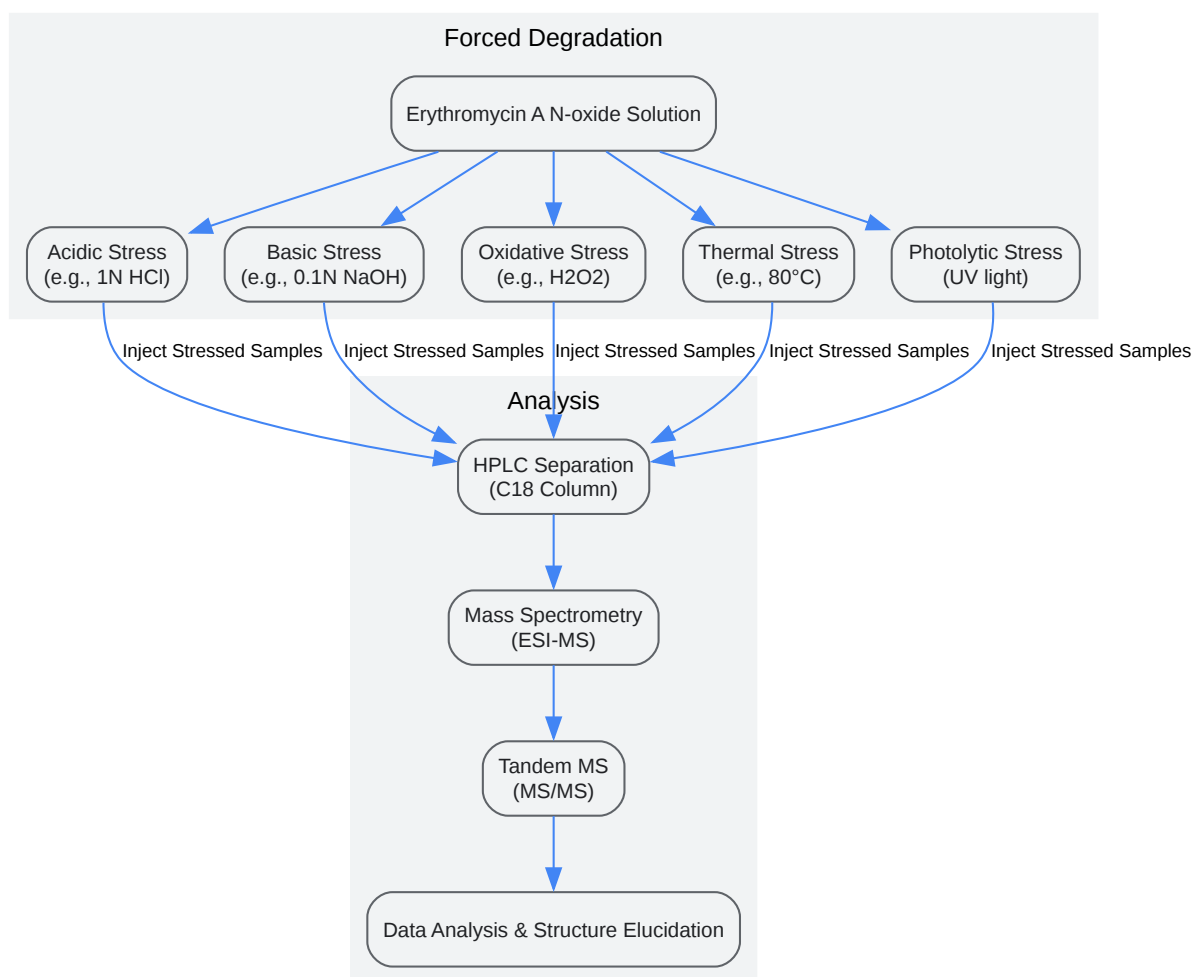 Forced Degradation
Erythromycin A N-oxide Solution
Acidic Stress
(e.g., 1N HCl)
Basic Stress
(e.g., 0.1N NaOH)
Oxidative Stress
(e.g., H2O2)
Thermal Stress
(e.g., 80°C)
Photolytic Stress
(UV light)
Inject Stressed Samples
Inject Stressed Samples
Inject Stressed Samples
Inject Stressed Samples
Inject Stressed Samples
Analysis
HPLC Separation
(C18 Column)
Mass Spectrometry
(ESI-MS)
Tandem MS
(MS/MS)
Data Analysis & Structure Elucidation